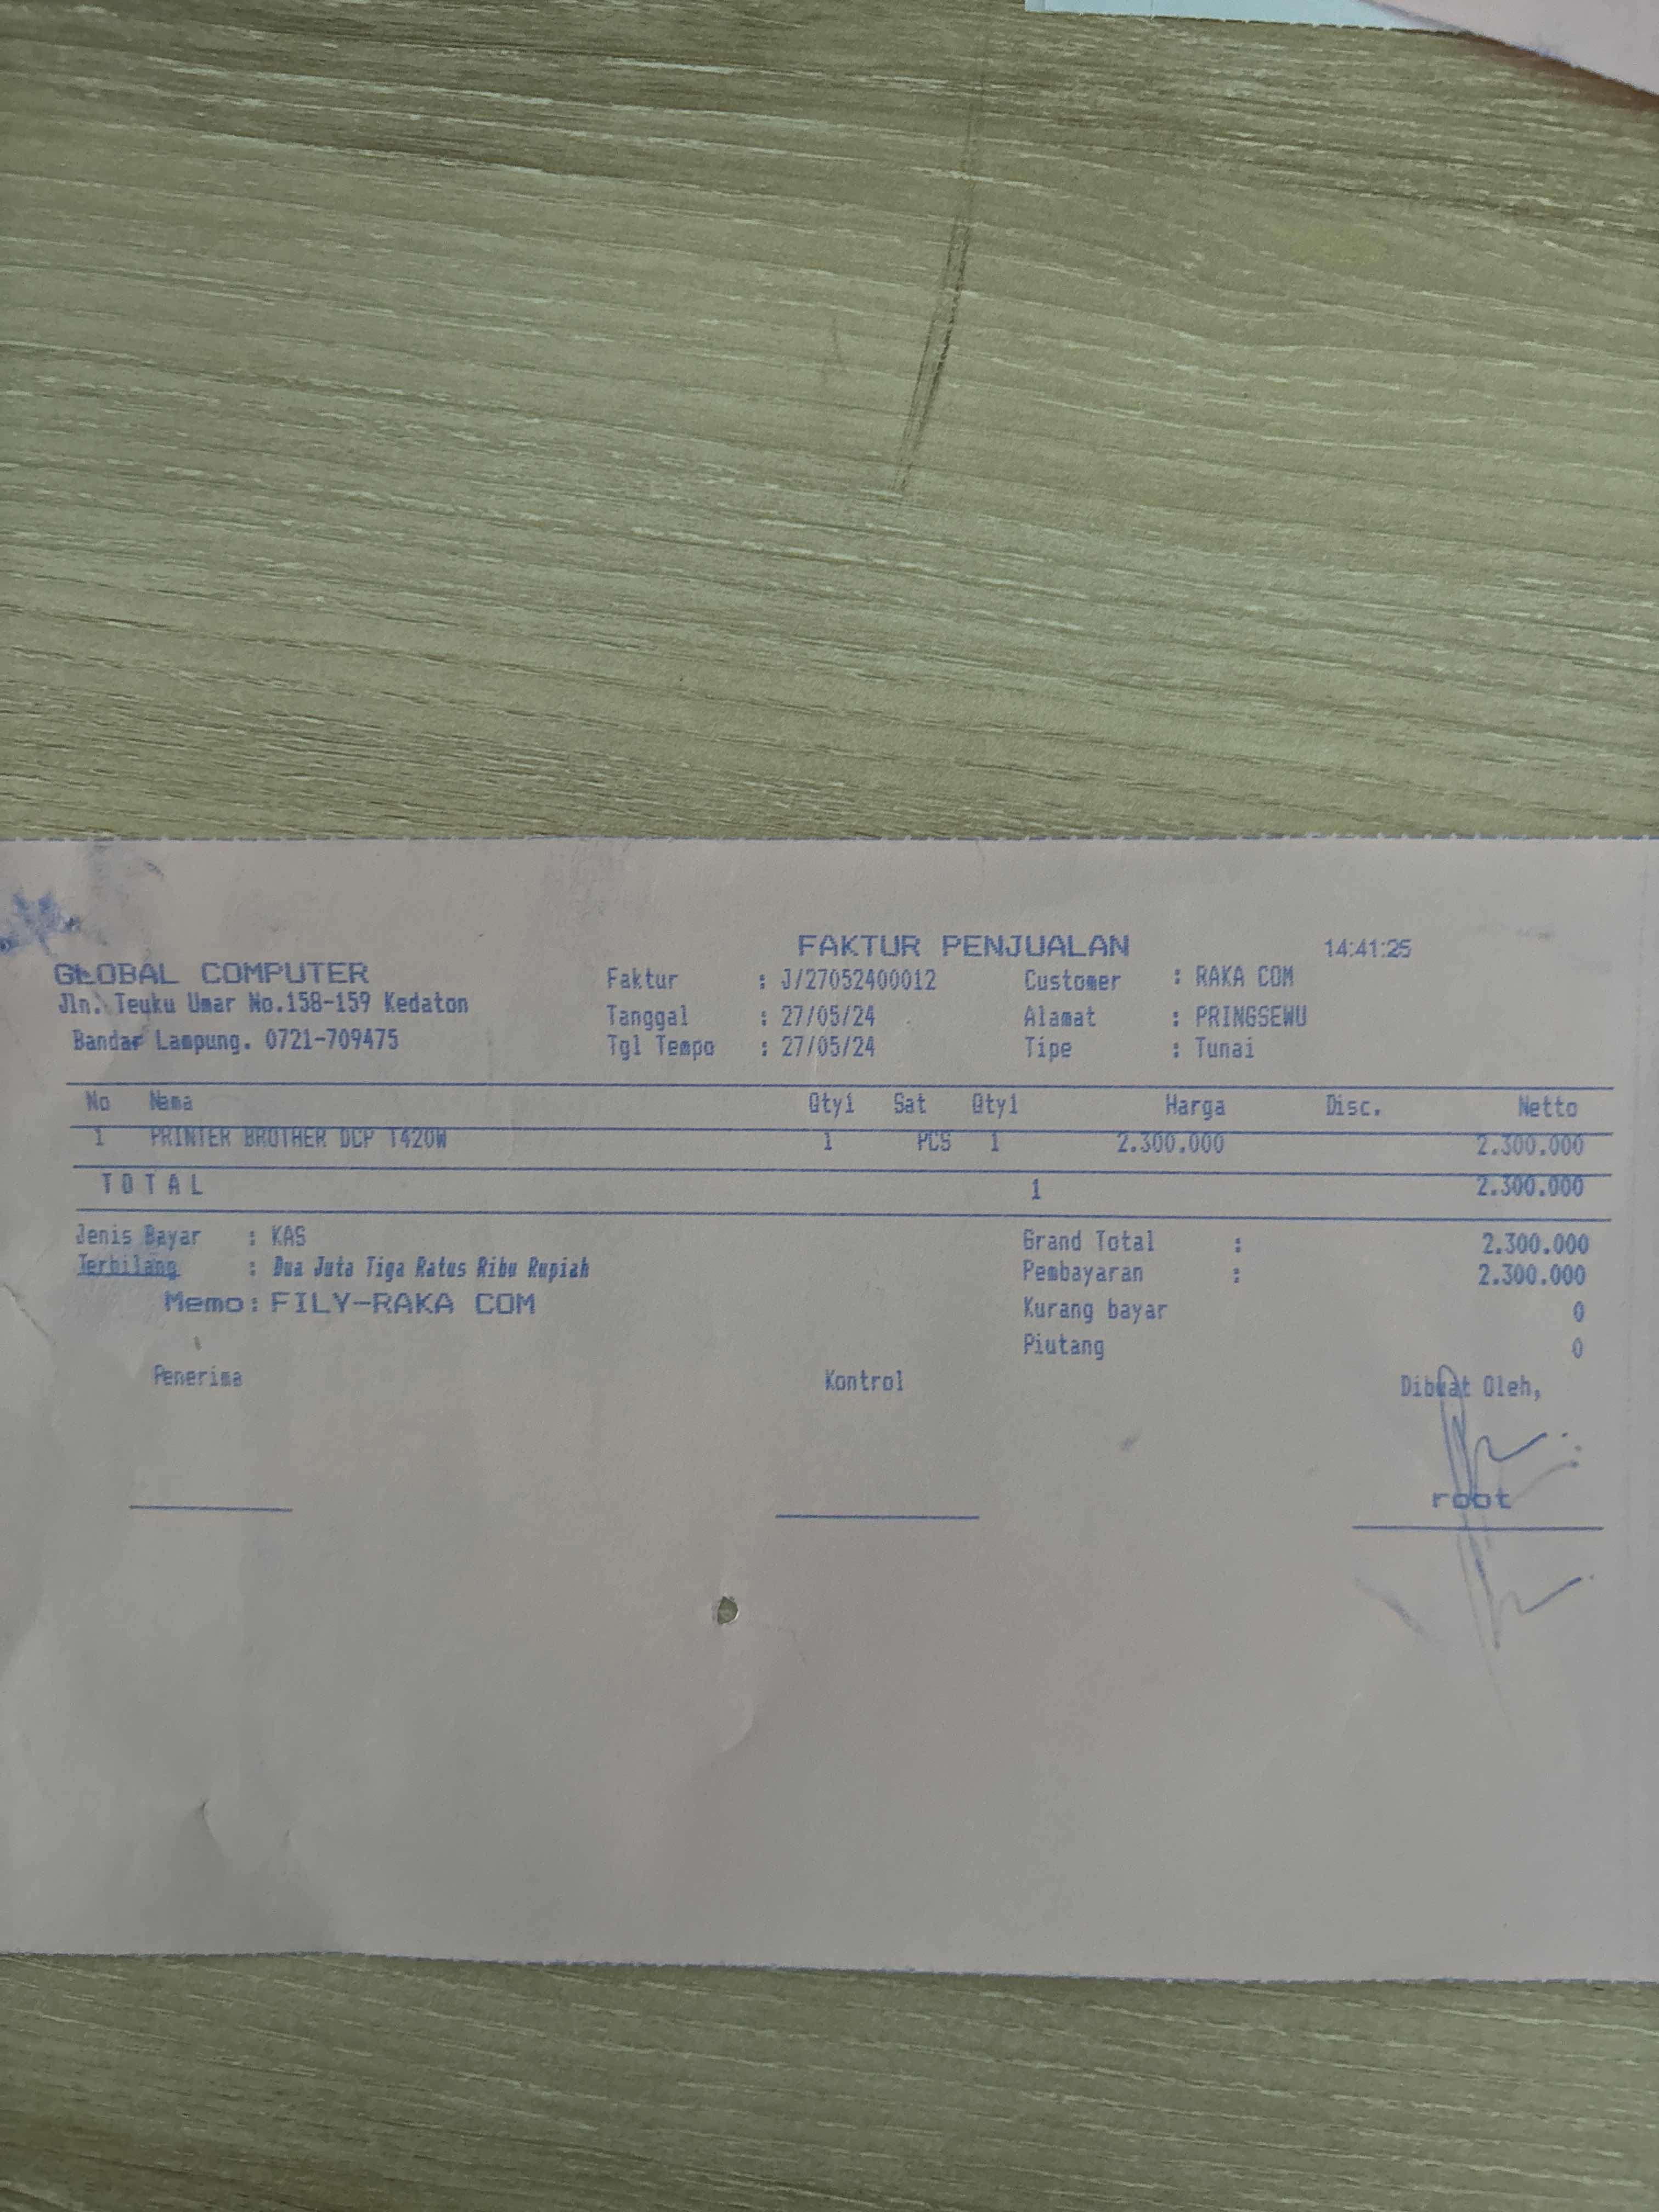 FAKTUR PENJUALAN 14:41:25
GLOBAL COMPUTER
Jln. Teuku Umar No.158-159 Kedaton
Bandar Lampung. 0721-709475
Faktur : J/27052400012
Tanggal : 27/05/24
Tgl Tempo : 27/05/24
Customer : RAKA COM
Alamat : PRINGSEWU
Tipe : Tunai
No Nama Qty1 Sat Qty1 Harga Disc. Netto
1 PRINTER BROTHER DCP T420W 1 PCS 1 2.300.000 2.300.000
TOTAL 1 2.300.000
Jenis Bayar : KAS
Terbilang : Dua Juta Tiga Ratus Ribu Rupiah
Memo: FILY-RAKA COM
Grand Total : 2.300.000
Pembayaran : 2.300.000
Kurang bayar 0
Piutang 0
Penerima Kontrol Dibuat Oleh,
root